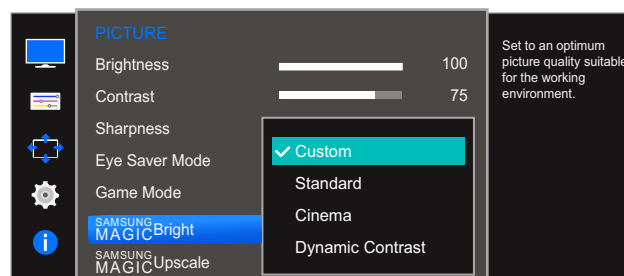 PICTURE
Brightness 100
Contrast 75
Sharpness
Eye Saver Mode
Game Mode
SAMSUNG
MAGICBright
SAMSUNG
MAGICUpscale
Custom
Standard
Cinema
Dynamic Contrast
Set to an optimum
picture quality suitable
for the working
environment.